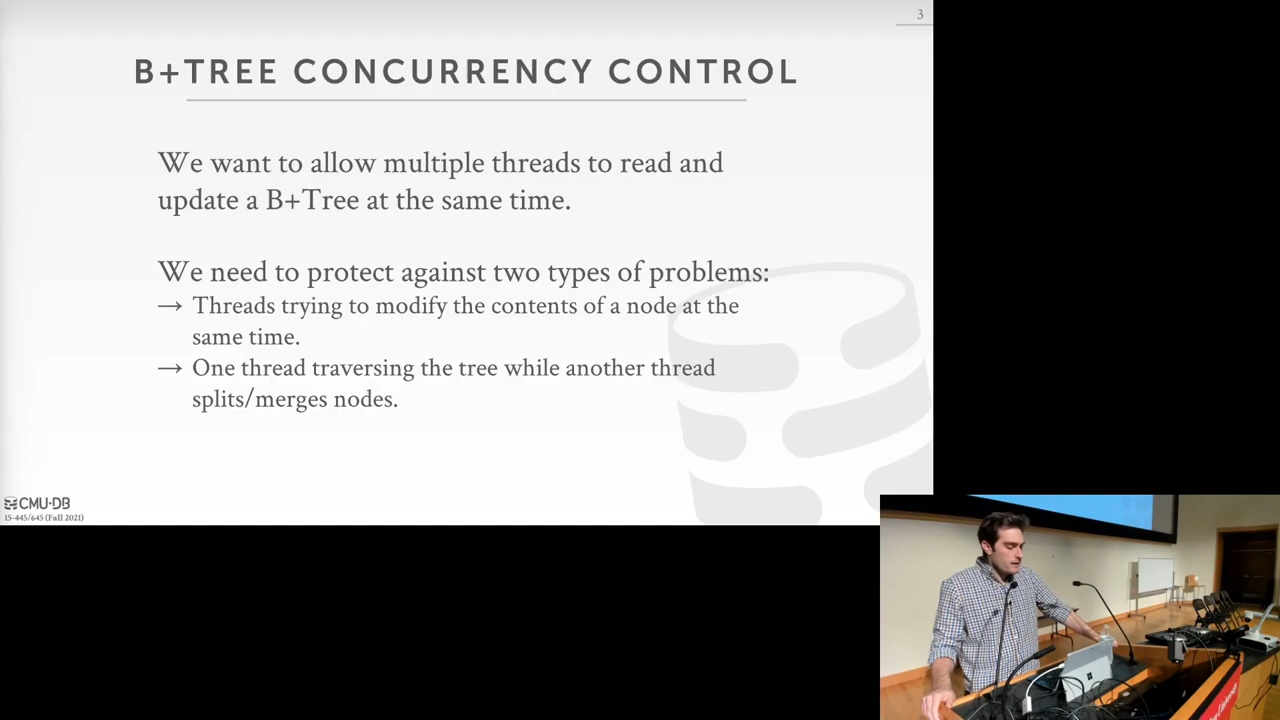 3
B+TREE CONCURRENCY CONTROL
We want to allow multiple threads to read and
update a B+Tree at the same time.
We need to protect against two types of problems:
→ Threads trying to modify the contents of a node at the
same time.
→ One thread traversing the tree while another thread
splits/merges nodes.
CMU·DB
15-445/645 (Fall 2021)